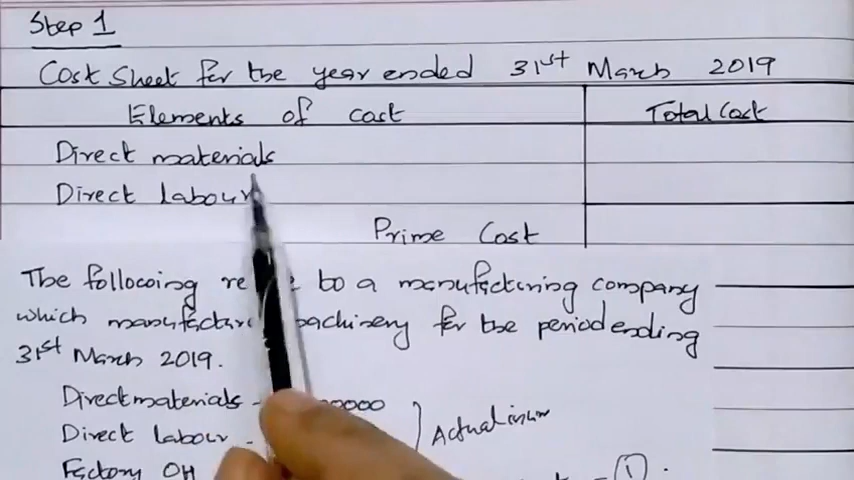 Step 1
Cost Sheet for the year ended 31st March 2019
Elements of cost Total Cost
Direct materials
Direct Labour
Prime Cost
The following to a manufacturing company
which manufacture machinery for the period ending
31st March 2019.
Direct materials -
Direct labour -
Factory OH
Actual
- (1).